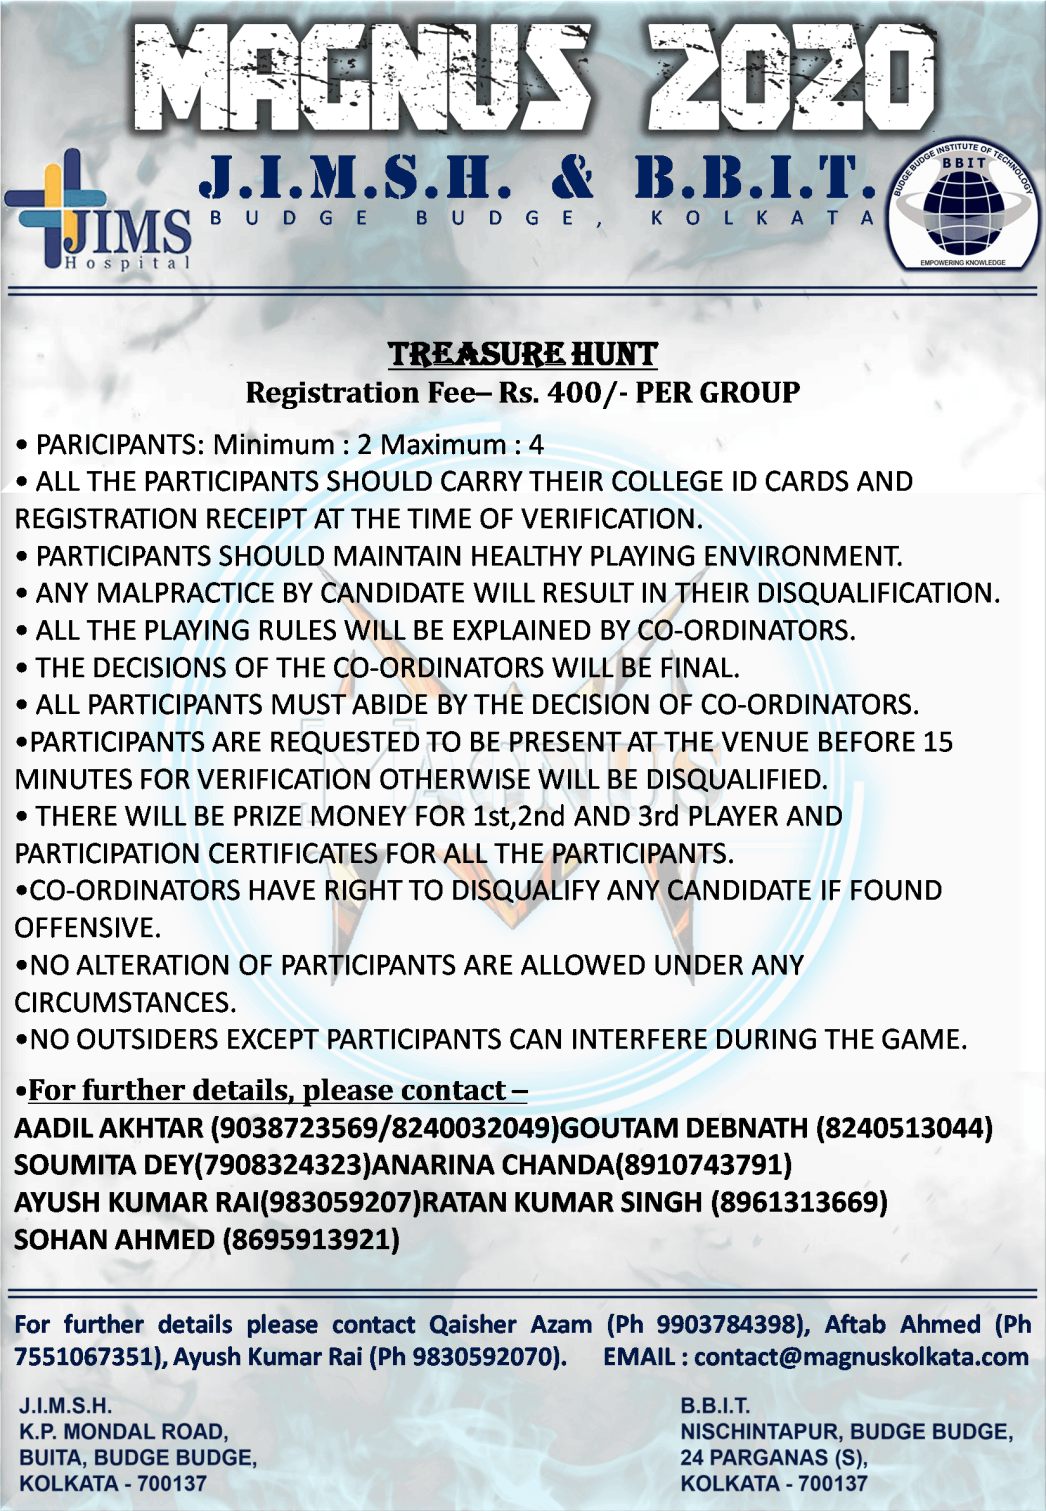 MAGNUS 2020
J.I.M.S.H. & B.B.I.T.
BUDGE BUDGE, KOLKATA
JIMS
Hospital
BUDGE BUDGE INSTITUTE OF TECHNOLOGY
BBIT
EMPOWERING KNOWLEDGE
TREASURE HUNT
Registration Fee– Rs. 400/- PER GROUP
• PARICIPANTS: Minimum : 2 Maximum : 4
• ALL THE PARTICIPANTS SHOULD CARRY THEIR COLLEGE ID CARDS AND
REGISTRATION RECEIPT AT THE TIME OF VERIFICATION.
• PARTICIPANTS SHOULD MAINTAIN HEALTHY PLAYING ENVIRONMENT.
• ANY MALPRACTICE BY CANDIDATE WILL RESULT IN THEIR DISQUALIFICATION.
• ALL THE PLAYING RULES WILL BE EXPLAINED BY CO-ORDINATORS.
• THE DECISIONS OF THE CO-ORDINATORS WILL BE FINAL.
• ALL PARTICIPANTS MUST ABIDE BY THE DECISION OF CO-ORDINATORS.
•PARTICIPANTS ARE REQUESTED TO BE PRESENT AT THE VENUE BEFORE 15
MINUTES FOR VERIFICATION OTHERWISE WILL BE DISQUALIFIED.
• THERE WILL BE PRIZE MONEY FOR 1st,2nd AND 3rd PLAYER AND
PARTICIPATION CERTIFICATES FOR ALL THE PARTICIPANTS.
•CO-ORDINATORS HAVE RIGHT TO DISQUALIFY ANY CANDIDATE IF FOUND
OFFENSIVE.
•NO ALTERATION OF PARTICIPANTS ARE ALLOWED UNDER ANY
CIRCUMSTANCES.
•NO OUTSIDERS EXCEPT PARTICIPANTS CAN INTERFERE DURING THE GAME.
MAGNUS
•For further details, please contact –
AADIL AKHTAR (9038723569/8240032049)GOUTAM DEBNATH (8240513044)
SOUMITA DEY(7908324323)ANARINA CHANDA(8910743791)
AYUSH KUMAR RAI(983059207)RATAN KUMAR SINGH (8961313669)
SOHAN AHMED (8695913921)
For further details please contact Qaisher Azam (Ph 9903784398), Aftab Ahmed (Ph
7551067351), Ayush Kumar Rai (Ph 9830592070). EMAIL : contact@magnuskolkata.com
J.I.M.S.H.
K.P. MONDAL ROAD,
BUITA, BUDGE BUDGE,
KOLKATA - 700137
B.B.I.T.
NISCHINTAPUR, BUDGE BUDGE,
24 PARGANAS (S),
KOLKATA - 700137